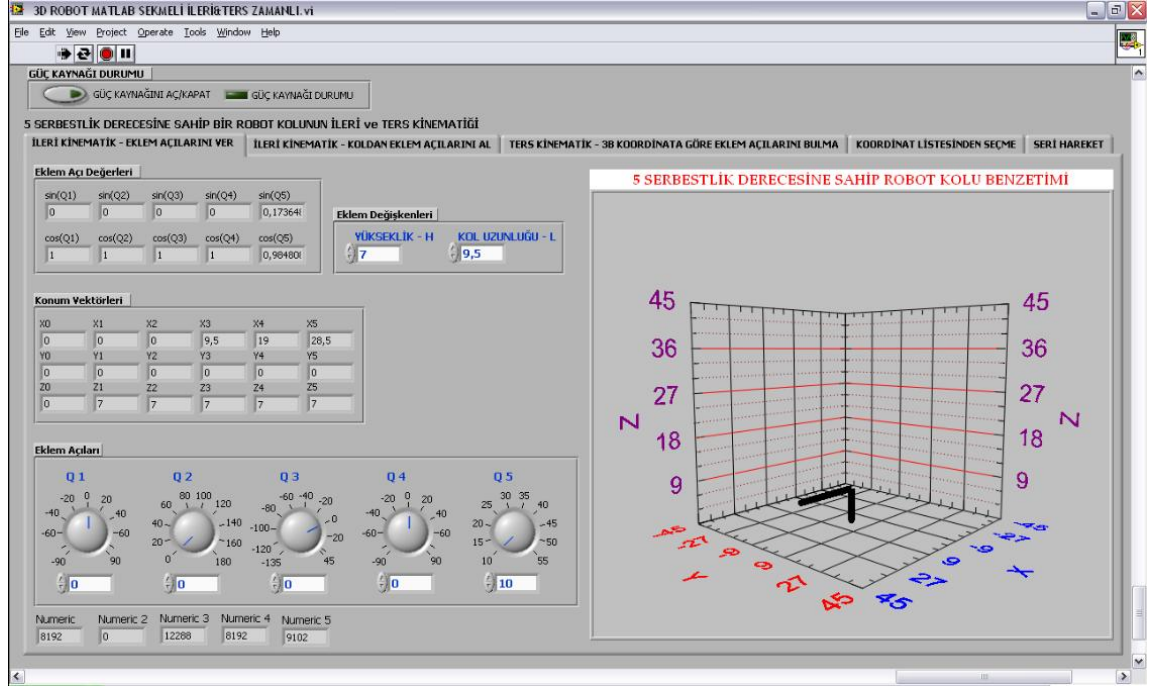 3D ROBOT MATLAB SEKMELİ İLERİ&TERS ZAMANLI.vi
File Edit View Project Operate Tools Window Help
1
GÜÇ KAYNAĞI DURUMU
GÜÇ KAYNAĞINI AÇ/KAPAT GÜÇ KAYNAĞI DURUMU
5 SERBESTLİK DERECESİNE SAHİP BİR ROBOT KOLUNUN İLERİ ve TERS KİNEMATİĞİ
İLERİ KİNEMATİK - EKLEM AÇILARINI VER İLERİ KİNEMATİK - KOLDAN EKLEM AÇILARINI AL TERS KİNEMATİK - 3B KOORDİNATA GÖRE EKLEM AÇILARINI BULMA KOORDİNAT LİSTESİNDEN SEÇME SERİ HAREKET
Eklem Açı Değerleri
sin(Q1) sin(Q2) sin(Q3) sin(Q4) sin(Q5)
0 0 0 0 0,17364
cos(Q1) cos(Q2) cos(Q3) cos(Q4) cos(Q5)
1 1 1 1 0,98480
Eklem Değişkenleri
YÜKSEKLİK - H KOL UZUNLUĞU - L
7 9,5
Konum Vektörleri
X0 X1 X2 X3 X4 X5
0 0 0 9,5 19 28,5
Y0 Y1 Y2 Y3 Y4 Y5
0 0 0 0 0 0
Z0 Z1 Z2 Z3 Z4 Z5
0 7 7 7 7 7
Eklem Açıları
Q 1 Q 2 Q 3 Q 4 Q 5
-90 -60 -40 -20 0 20 40 60 90
0 20 40 60 80 100 120 140 160 180
-135 -120 -100 -80 -60 -40 -20 0 20 45
-90 -60 -40 -20 0 20 40 60 90
10 15 20 25 30 35 40 45 50 55
0 0 0 0 10
Numeric Numeric 2 Numeric 3 Numeric 4 Numeric 5
8192 0 12288 8192 9102
5 SERBESTLİK DERECESİNE SAHİP ROBOT KOLU BENZETİMİ
45 45
36 36
27 27
Z Z
18 18
9 9
-45 -27 -9 9 27 45
Y
45 27 9 -9 -27 -45
X